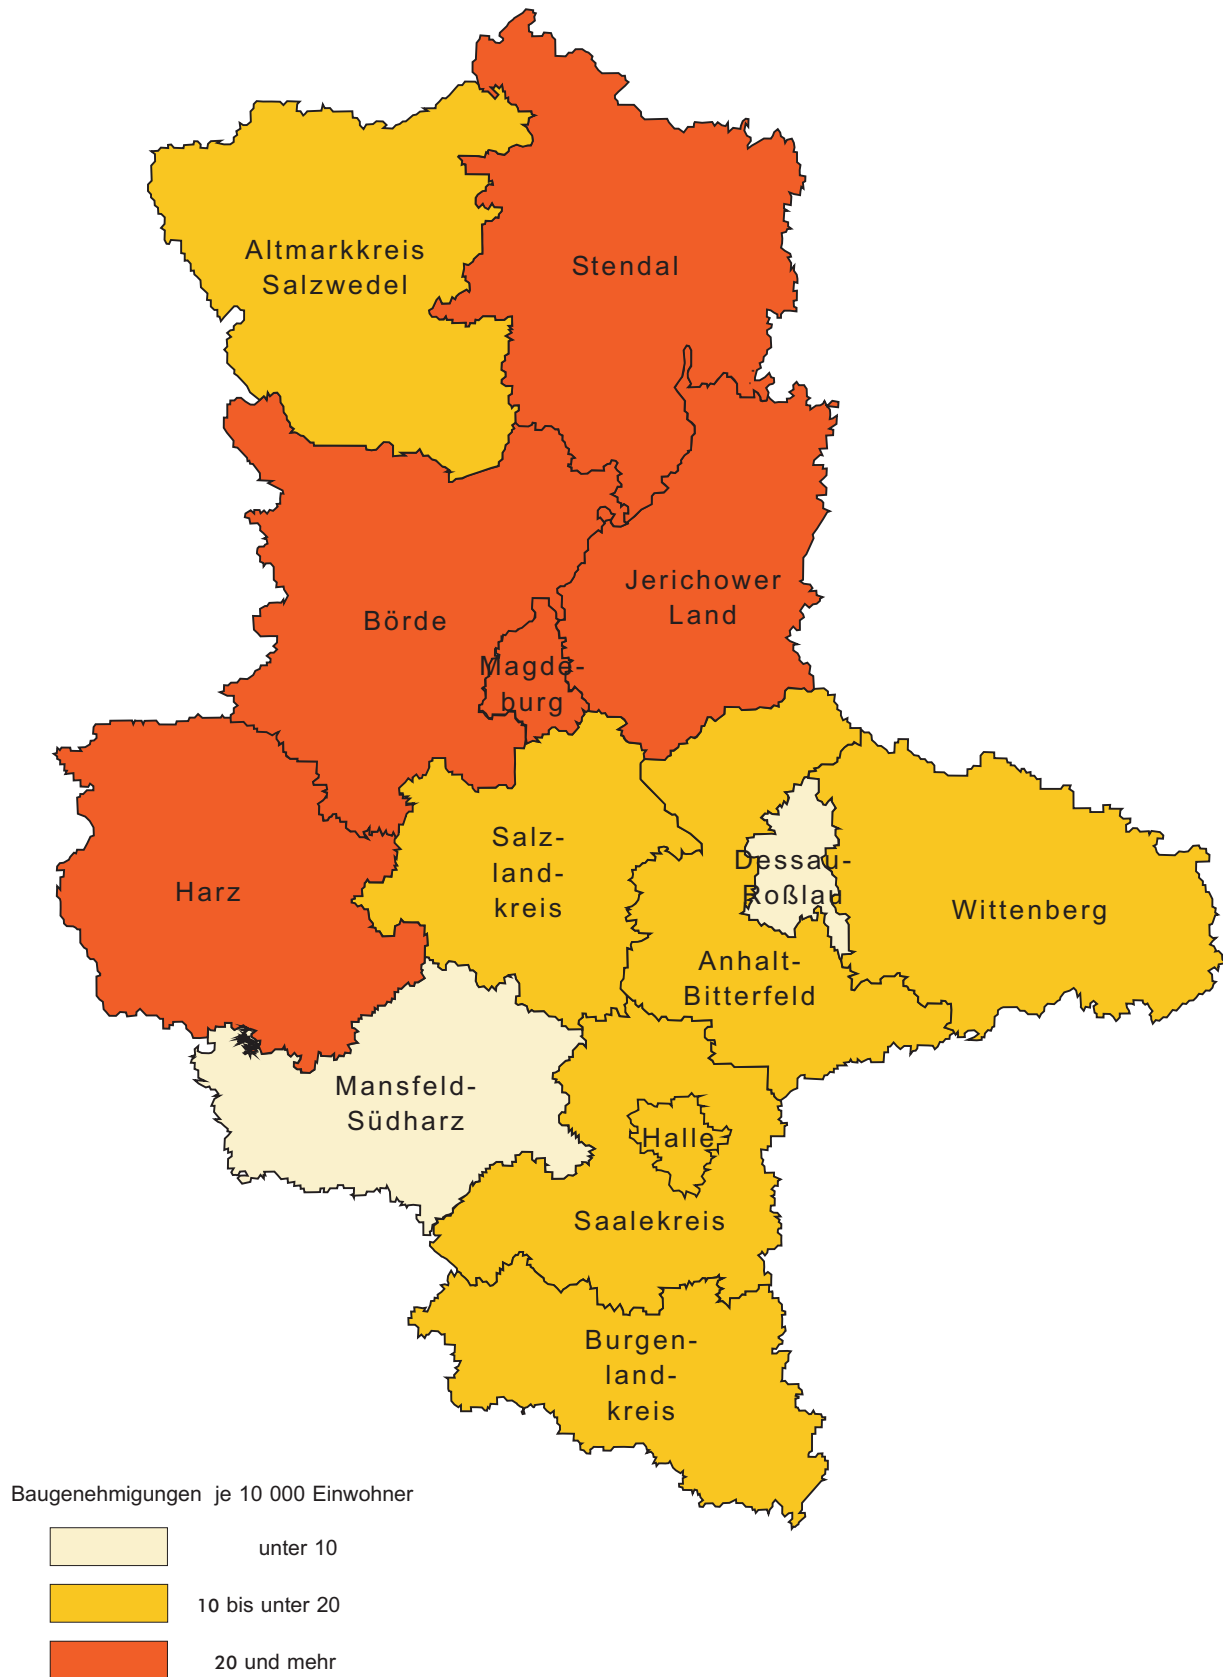 Altmarkkreis
Salzwedel
Stendal
Jerichower
Land
Börde
Magde-
burg
Salz-
land-
kreis
Dessau-
Roßlau
Harz
Wittenberg
Anhalt-
Bitterfeld
Mansfeld-
Südharz
Halle
Saalekreis
Burgen-
land-
kreis
Baugenehmigungen je 10 000 Einwohner
unter 10
10 bis unter 20
20 und mehr